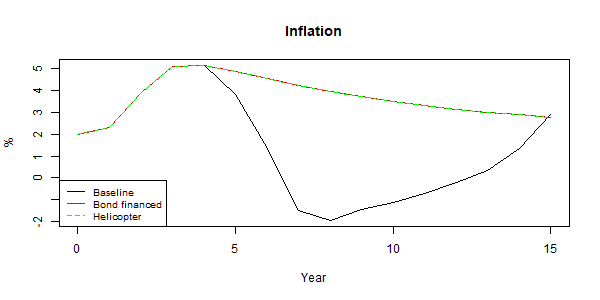 Inflation
5
4
3
2
1
0
-2
%
Baseline
Bond financed
Helicopter
0
5
10
15
Year